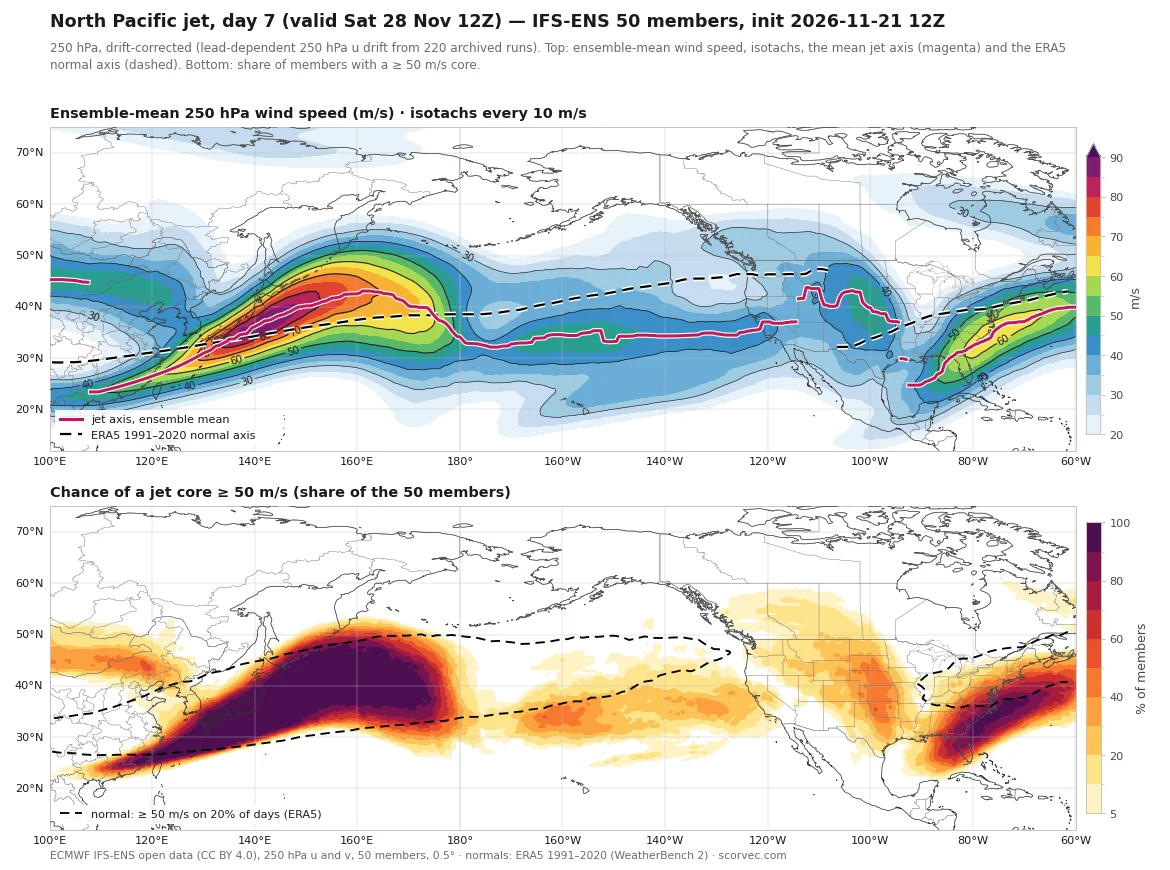 North Pacific jet, day 7 (valid Sat 28 Nov 12Z) — IFS-ENS 50 members, init 2026-11-21 12Z
250 hPa, drift-corrected (lead-dependent 250 hPa u drift from 220 archived runs). Top: ensemble-mean wind speed, isotachs, the mean jet axis (magenta) and the ERA5
normal axis (dashed). Bottom: share of members with a ≥ 50 m/s core.
Ensemble-mean 250 hPa wind speed (m/s) · isotachs every 10 m/s
70°N
60°N
50°N
40°N
30°N
20°N
30
40
60
50
40
30
30
40
50
60
30
jet axis, ensemble mean
ERA5 1991–2020 normal axis
100°E 120°E 140°E 160°E 180° 160°W 140°W 120°W 100°W 80°W 60°W
90
80
70
60
50
40
30
20
m/s
Chance of a jet core ≥ 50 m/s (share of the 50 members)
70°N
60°N
50°N
40°N
30°N
20°N
normal: ≥ 50 m/s on 20% of days (ERA5)
100°E 120°E 140°E 160°E 180° 160°W 140°W 120°W 100°W 80°W 60°W
100
80
60
40
20
5
% of members
ECMWF IFS-ENS open data (CC BY 4.0), 250 hPa u and v, 50 members, 0.5° · normals: ERA5 1991–2020 (WeatherBench 2) · scorvec.com